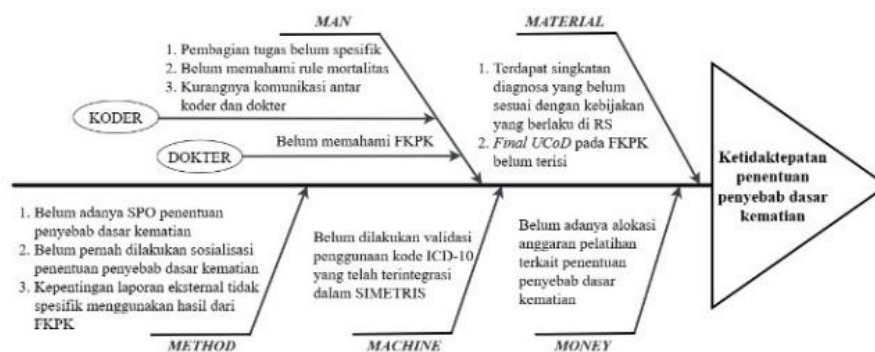 MAN
1. Pembagian tugas belum spesifik
2. Belum memahami rule mortalitas
3. Kurangnya komunikasi antar
koder dan dokter
KODER
Belum memahami FKPK
DOKTER
MATERIAL
1. Terdapat singkatan
diagnosa yang belum
sesuai dengan kebijakan
yang berlaku di RS
2. Final UCoD pada FKPK
belum terisi
Ketidaktepatan
penentuan
penyebab dasar
kematian
1. Belum adanya SPO penentuan
penyebab dasar kematian
2. Belum pernah dilakukan sosialisasi
penentuan penyebab dasar kematian
3. Kepentingan laporan eksternal tidak
spesifik menggunakan hasil dari
FKPK
METHOD
Belum dilakukan validasi
penggunaan kode ICD-10
yang telah terintegrasi
dalam SIMETRIS
MACHINE
Belum adanya alokasi
anggaran pelatihan
terkait penentuan
penyebab dasar
kematian
MONEY